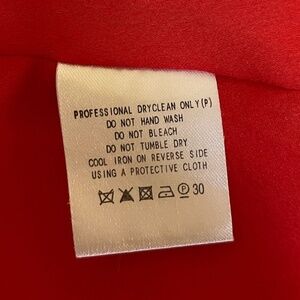 PROFESSIONAL DRYCLEAN ONLY(P)
DO NOT HAND WASH
DO NOT BLEACH
DO NOT TUMBLE DRY
COOL IRON ON REVERSE SIDE
USING A PROTECTIVE CLOTH
P 30